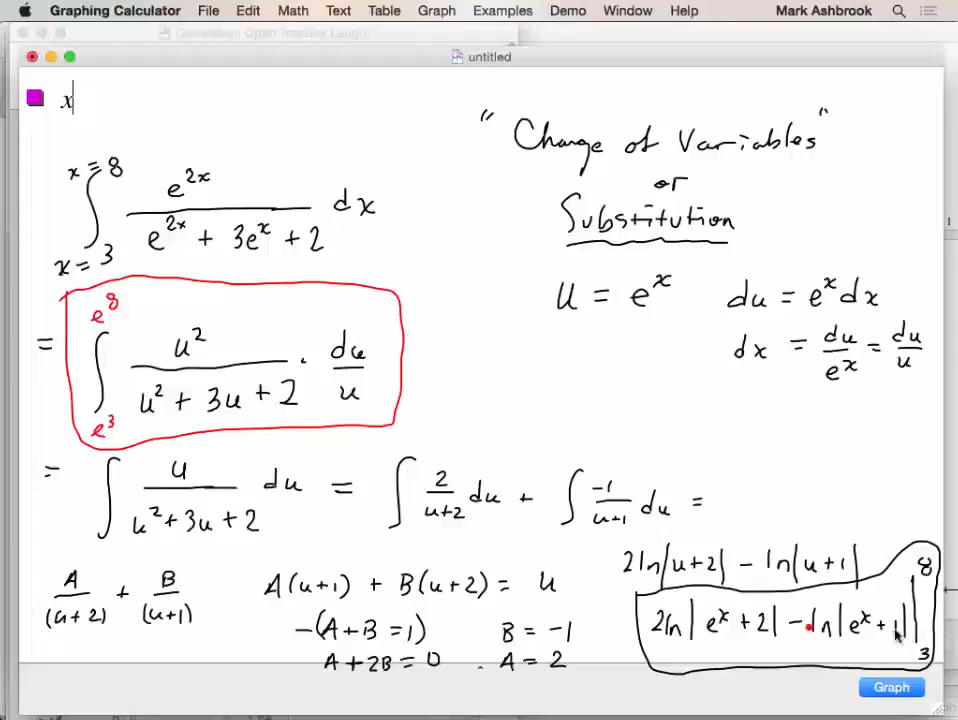 Graphing Calculator File Edit Math Text Table Graph Examples Demo Window Help Mark Ashbrook
untitled
x
"Change of Variables"
or
Substitution
x = 8
∫ e^{2x} / (e^{2x} + 3e^x + 2) dx
x = 3
u = e^x du = e^x dx
dx = du/e^x = du/u
e^8
= ∫ u^2 / (u^2 + 3u + 2) · du/u
e^3
= ∫ u / (u^2 + 3u + 2) du = ∫ 2/(u+2) du + ∫ -1/(u+1) du =
2ln|u+2| - ln|u+1|
A/(u+2) + B/(u+1) A(u+1) + B(u+2) = u
8
2ln|e^x + 2| - ln|e^x + 1| |
3
-(A+B = 1) B = -1
A+2B = 0 . A = 2
Graph